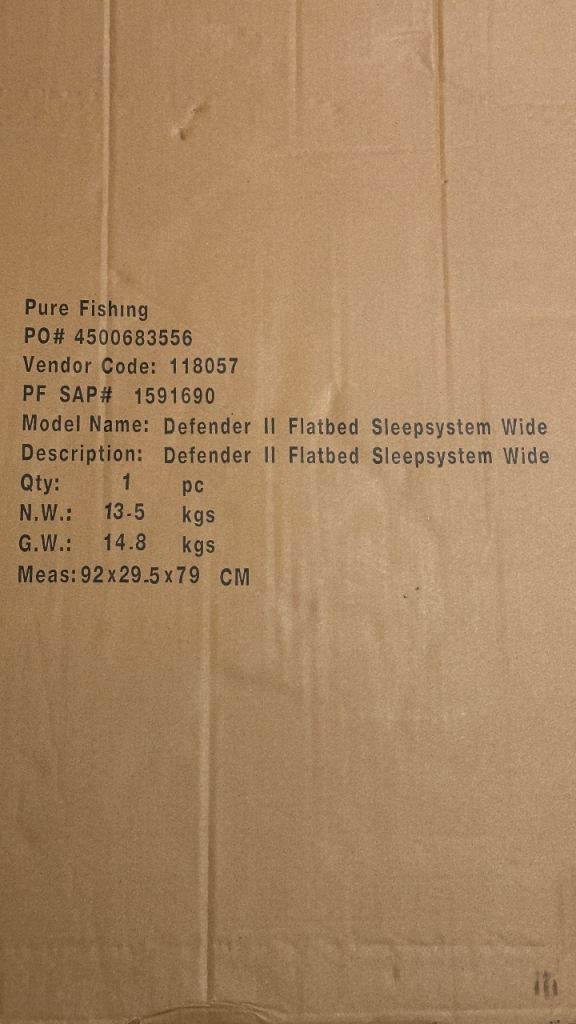 Pure Fishing
PO# 4500683556
Vendor Code: 118057
PF SAP# 1591690
Model Name: Defender II Flatbed Sleepsystem Wide
Description: Defender II Flatbed Sleepsystem Wide
Qty: 1 pc
N.W.: 13.5 kgs
G.W.: 14.8 kgs
Meas: 92x29.5x79 CM